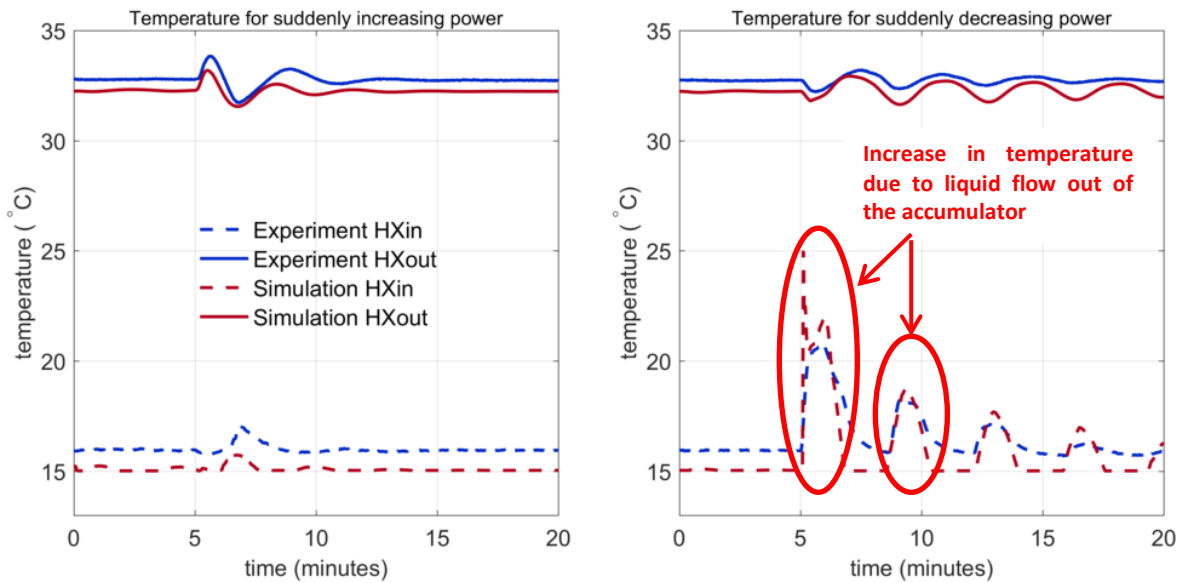 Temperature for suddenly increasing power
35
30
25
20
15
0
5
10
15
20
temperature (°C)
time (minutes)
Experiment HXin
Experiment HXout
Simulation HXin
Simulation HXout
Temperature for suddenly decreasing power
35
30
25
20
15
0
5
10
15
20
temperature (°C)
time (minutes)
Increase in temperature
due to liquid flow out of
the accumulator